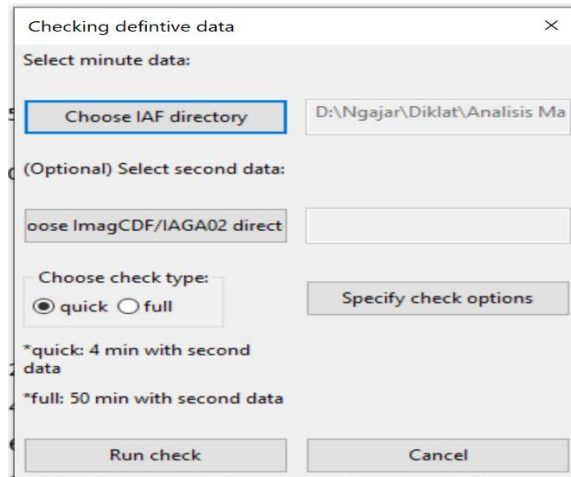 Checking defintive data
Select minute data:
Choose IAF directory
D:\Ngajar\Diklat\Analisis Ma
(Optional) Select second data:
oose ImagCDF/IAGA02 direct
Choose check type:
quick full
Specify check options
*quick: 4 min with second
data
*full: 50 min with second data
Run check Cancel